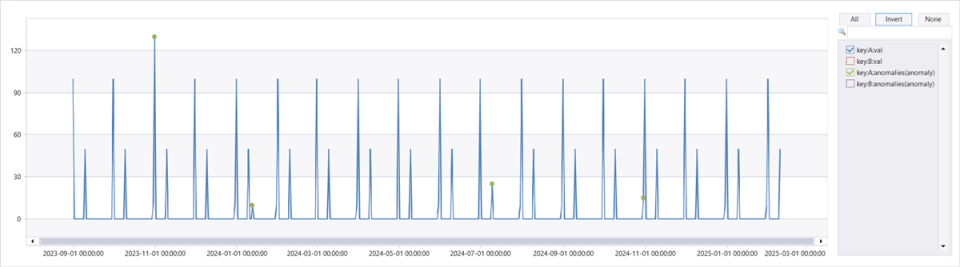 All Invert None
120
90
60
30
0
key:A:val
key:B:val
key:A:anomalies(anomaly)
key:B:anomalies(anomaly)
2023-09-01 00:00:00 2023-11-01 00:00:00 2024-01-01 00:00:00 2024-03-01 00:00:00 2024-05-01 00:00:00 2024-07-01 00:00:00 2024-09-01 00:00:00 2024-11-01 00:00:00 2025-01-01 00:00:00 2025-03-01 00:00:00